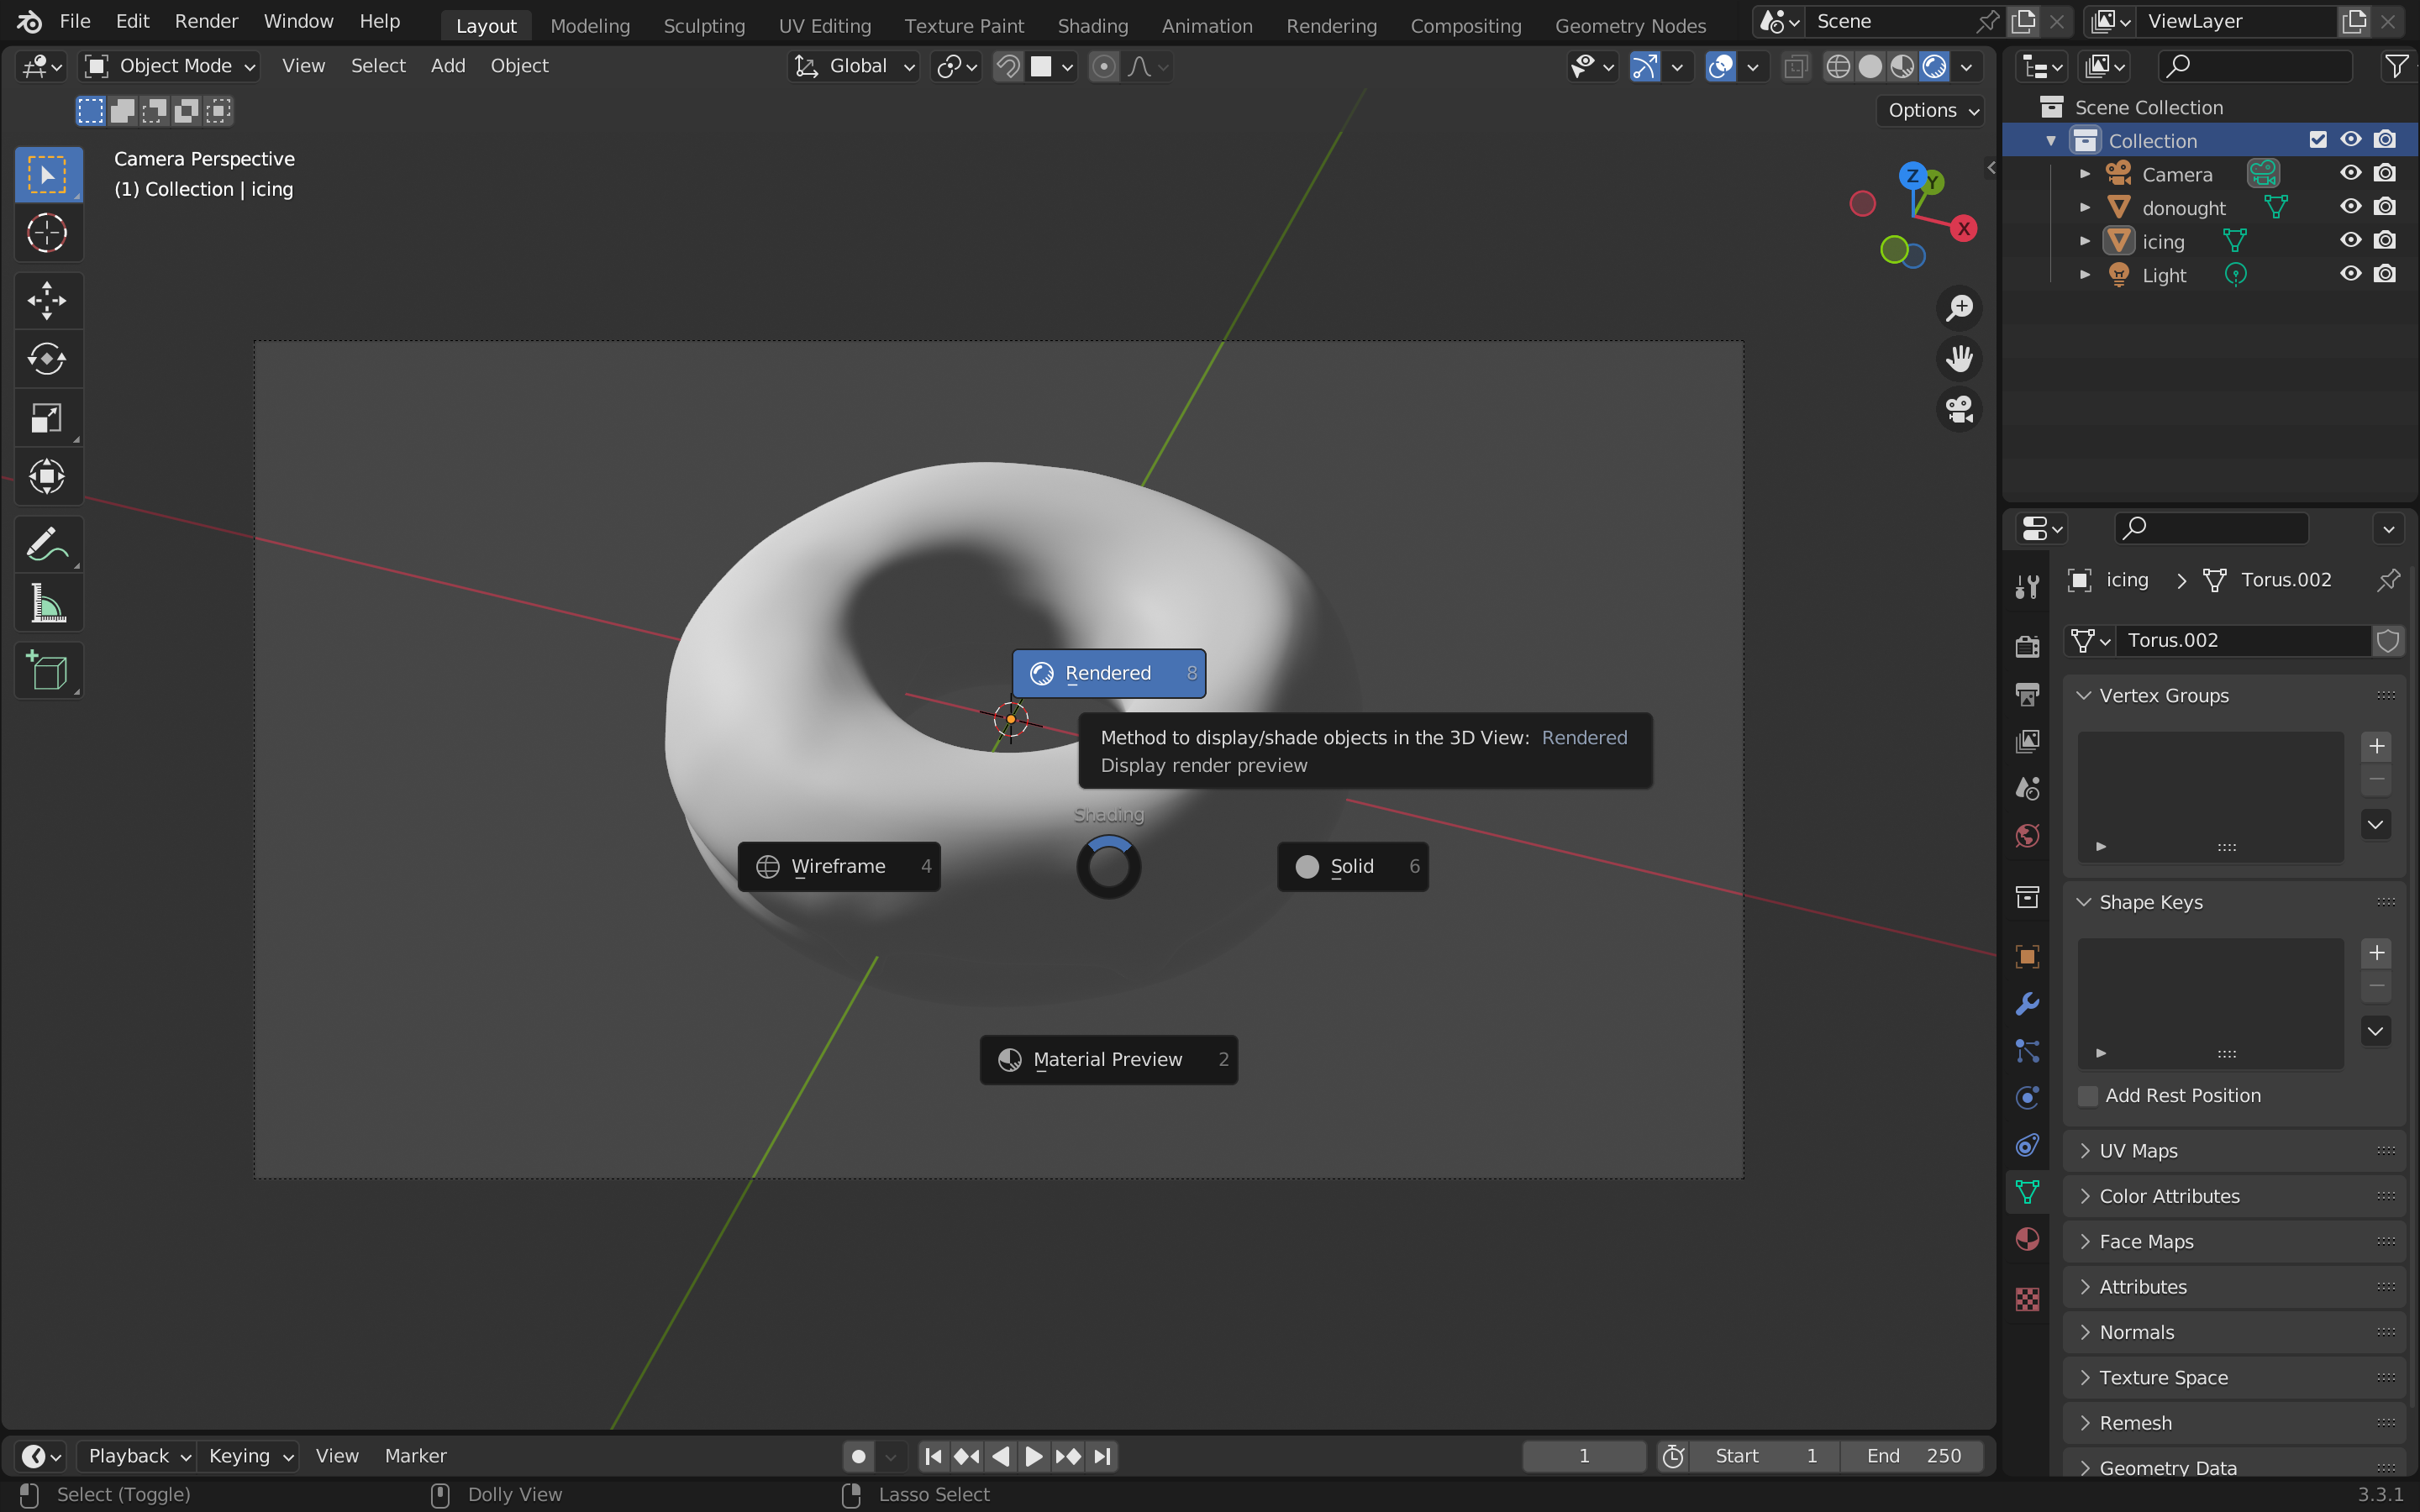 File Edit Render Window Help Layout Modeling Sculpting UV Editing Texture Paint Shading Animation Rendering Compositing Geometry Nodes Scene ViewLayer
Object Mode View Select Add Object Global
Options
Camera Perspective
(1) Collection | icing
Z Y X
Rendered 8
Method to display/shade objects in the 3D View: Rendered
Display render preview
Shading
Wireframe 4
Solid 6
Material Preview 2
Scene Collection
Collection
Camera
donought
icing
Light
icing Torus.002
Torus.002
Vertex Groups
Shape Keys
Add Rest Position
UV Maps
Color Attributes
Face Maps
Attributes
Normals
Texture Space
Remesh
Geometry Data
Playback Keying View Marker 1 Start 1 End 250
Select (Toggle) Dolly View Lasso Select 3.3.1